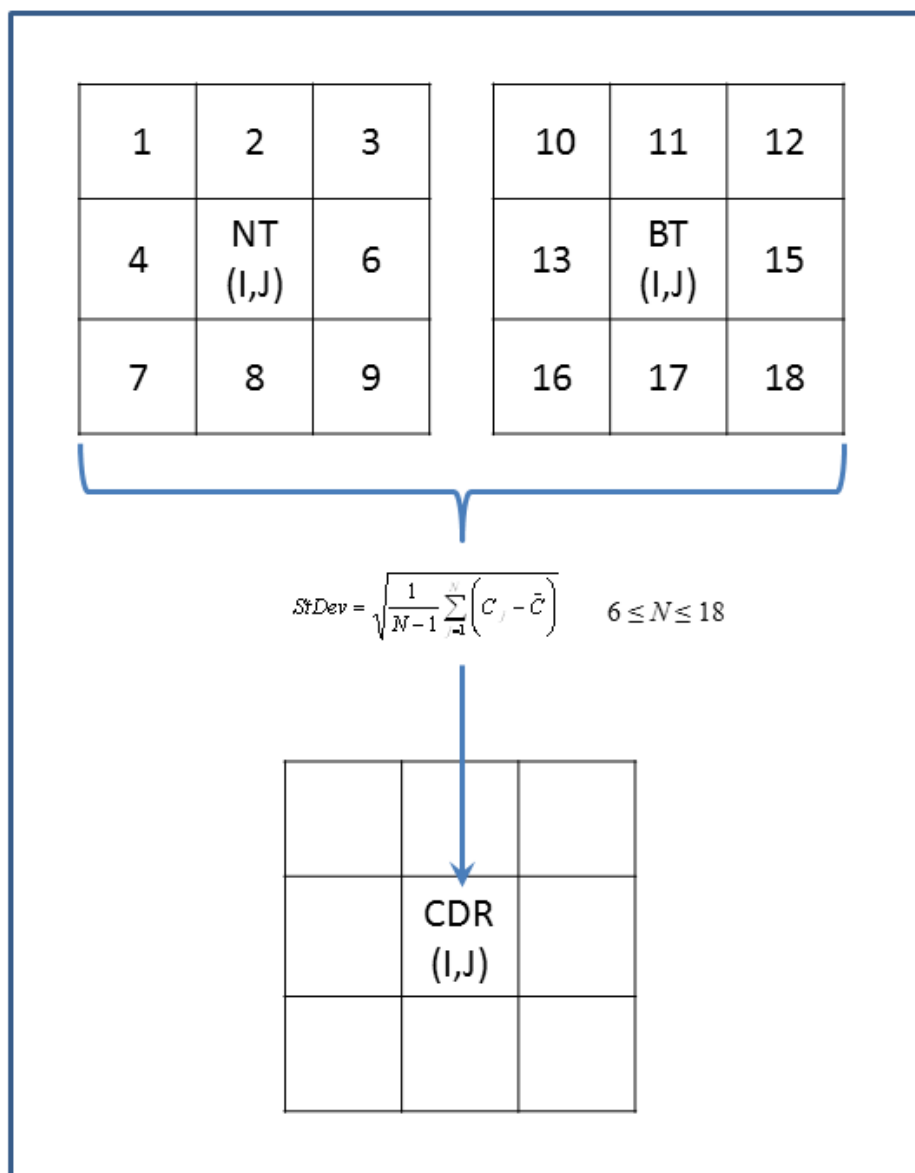 1 2 3 10 11 12
4 NT (I,J) 6 13 BT (I,J) 15
7 8 9 16 17 18
StDev = √(1/(N−1) ∑_{j=1}^{N} (C_j − C̄)) 6 ≤ N ≤ 18
CDR
(I,J)